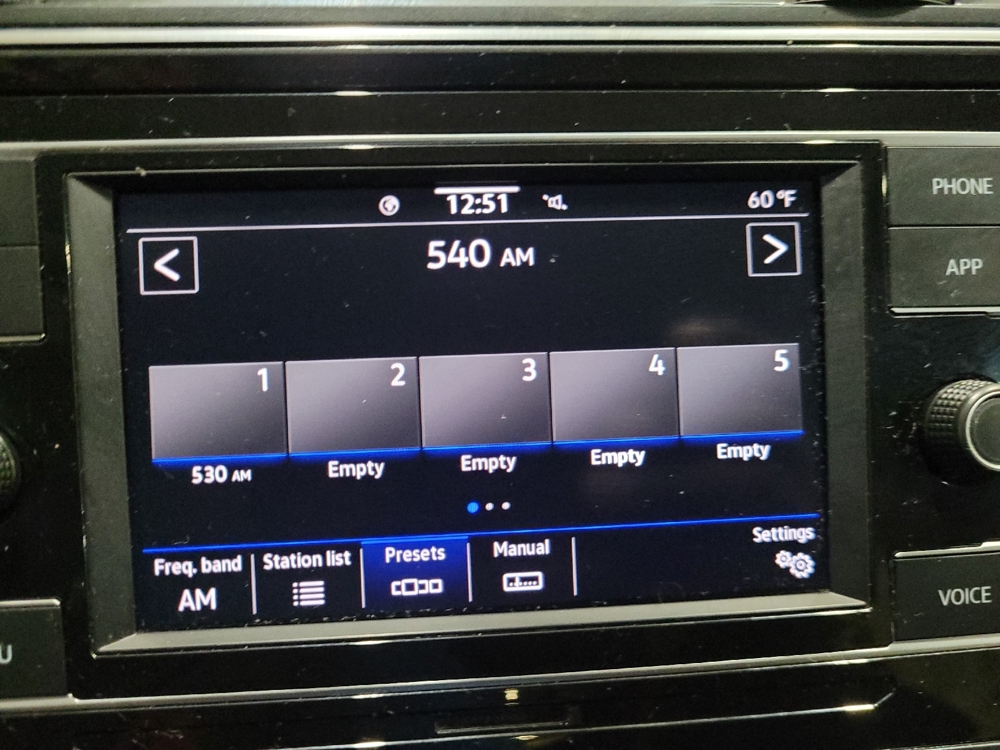 12:51
60°F
<
540 AM
>
1
2
3
4
5
530 AM
Empty
Empty
Empty
Empty
Freq. band
Station list
Presets
Manual
Settings
AM
PHONE
APP
VOICE
U